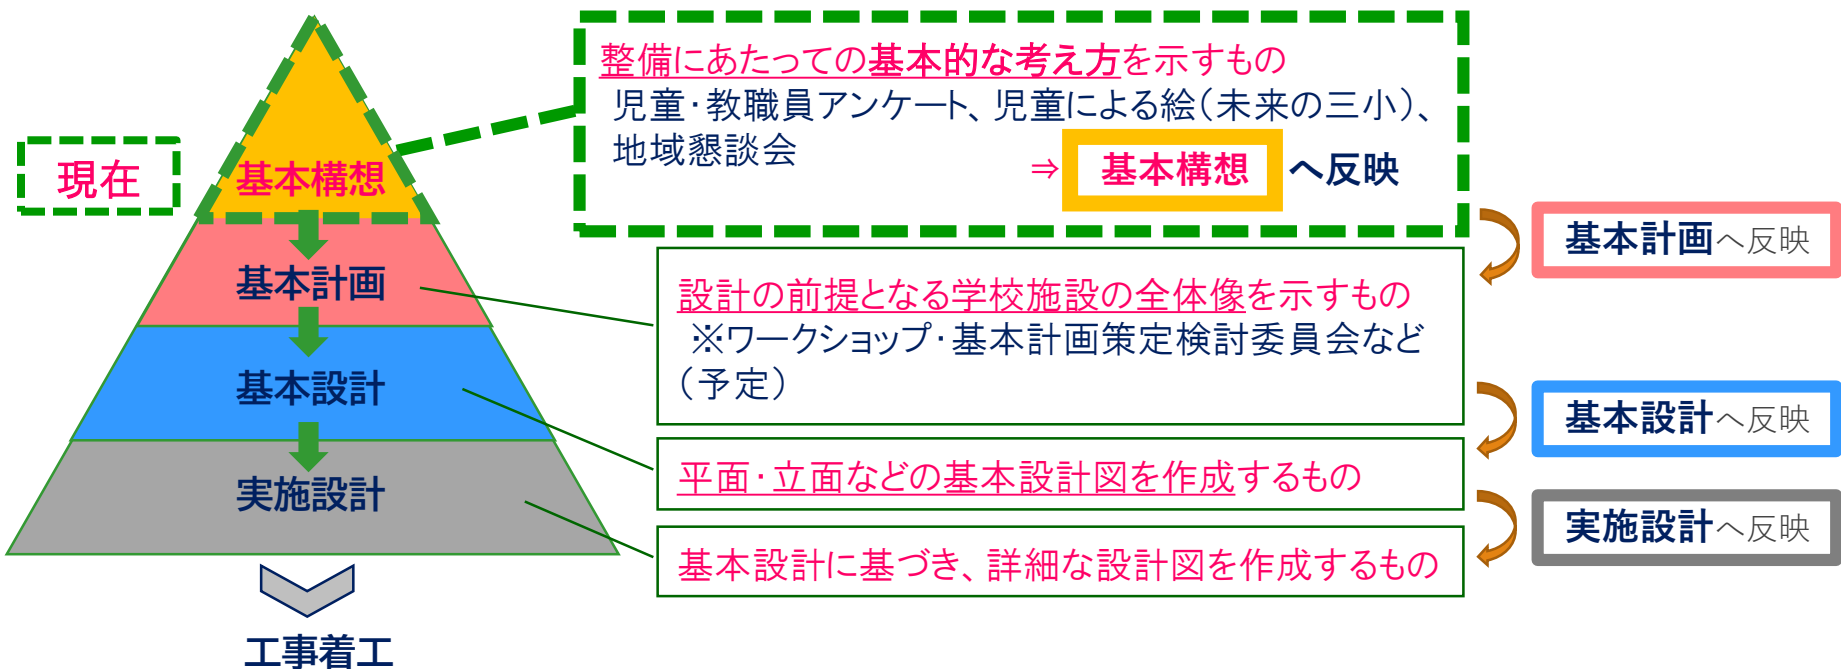 現在
基本構想
基本計画
基本設計
実施設計
工事着工
整備にあたっての基本的な考え方を示すもの
児童・教職員アンケート、児童による絵(未来の三小)、
地域懇談会
⇒ 基本構想 へ反映
設計の前提となる学校施設の全体像を示すもの
※ワークショップ・基本計画策定検討委員会など
(予定)
平面・立面などの基本設計図を作成するもの
基本設計に基づき、詳細な設計図を作成するもの
基本計画へ反映
基本設計へ反映
実施設計へ反映